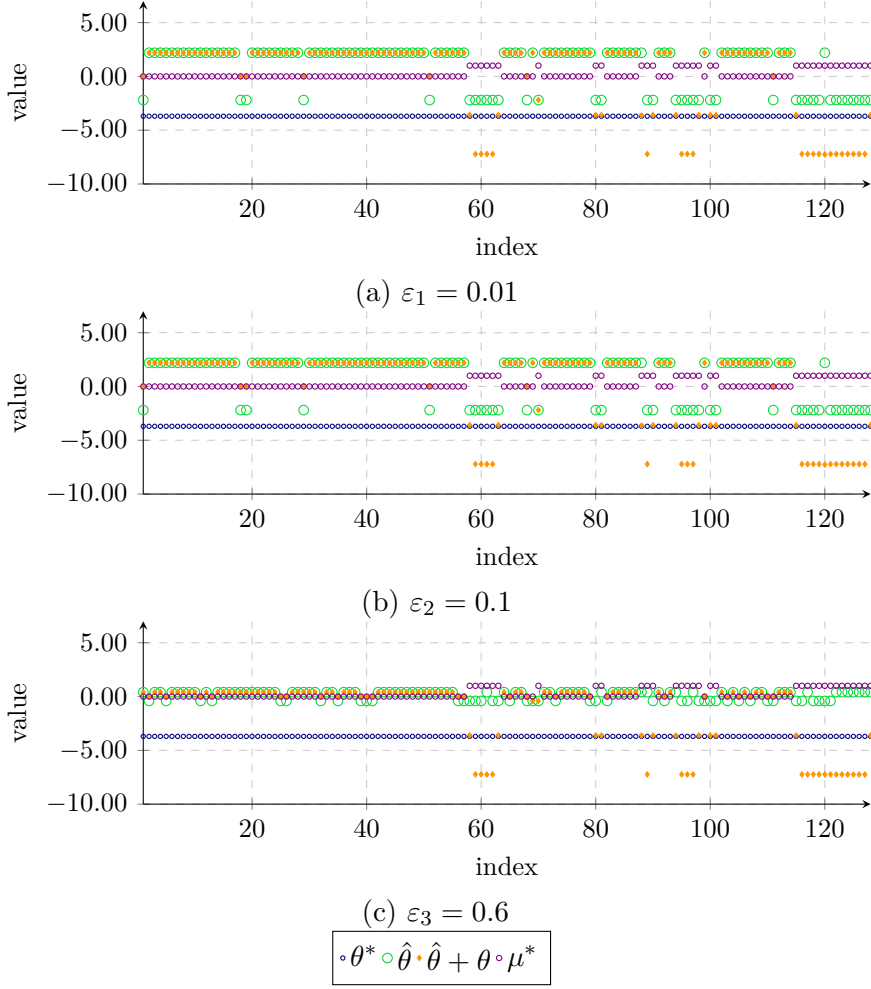 5.00
0.00
−5.00
−10.00
value
20 40 60 80 100 120
index
(a) ε₁ = 0.01
5.00
0.00
−5.00
−10.00
value
20 40 60 80 100 120
index
(b) ε₂ = 0.1
5.00
0.00
−5.00
−10.00
value
20 40 60 80 100 120
index
(c) ε₃ = 0.6
θ* θ̂ θ̂ + θ μ*